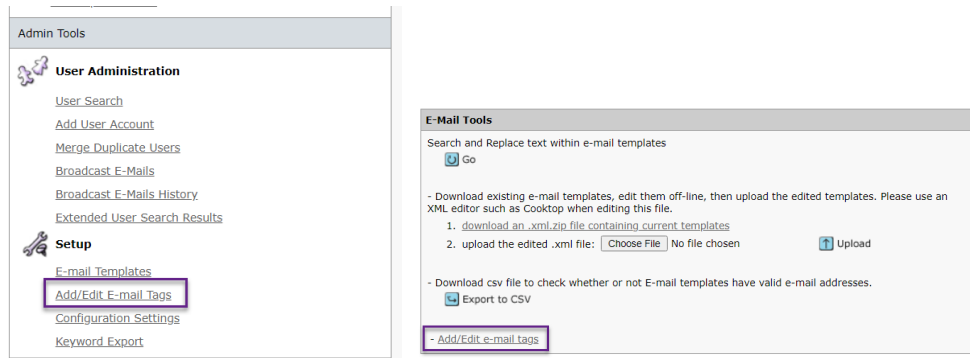 Admin Tools
User Administration
User Search
Add User Account
Merge Duplicate Users
Broadcast E-Mails
Broadcast E-Mails History
Extended User Search Results
Setup
E-mail Templates
Add/Edit E-mail Tags
Configuration Settings
Keyword Export
E-Mail Tools
Search and Replace text within e-mail templates
Go
- Download existing e-mail templates, edit them off-line, then upload the edited templates. Please use an
XML editor such as Cooktop when editing this file.
1. download an .xml.zip file containing current templates
2. upload the edited .xml file: Choose File No file chosen Upload
- Download csv file to check whether or not E-mail templates have valid e-mail addresses.
Export to CSV
- Add/Edit e-mail tags